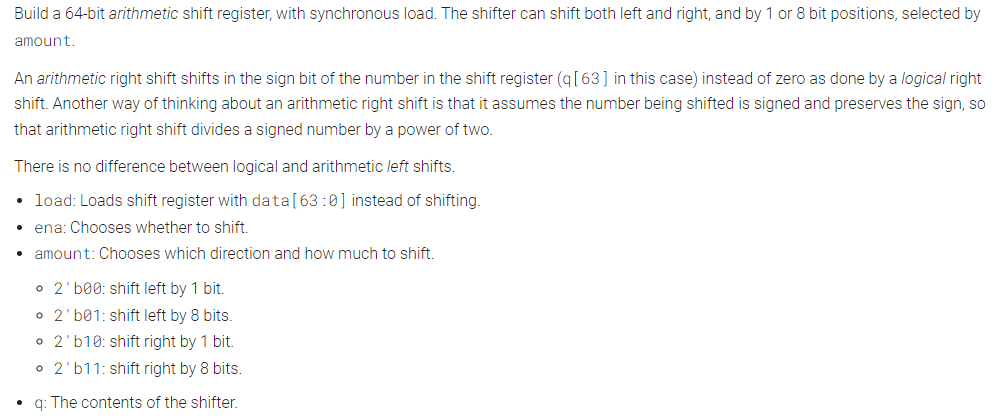 Build a 64-bit arithmetic shift register, with synchronous load. The shifter can shift both left and right, and by 1 or 8 bit positions, selected by
amount.
An arithmetic right shift shifts in the sign bit of the number in the shift register (q[63] in this case) instead of zero as done by a logical right
shift. Another way of thinking about an arithmetic right shift is that it assumes the number being shifted is signed and preserves the sign, so
that arithmetic right shift divides a signed number by a power of two.
There is no difference between logical and arithmetic left shifts.
• load: Loads shift register with data[63:0] instead of shifting.
• ena: Chooses whether to shift.
• amount: Chooses which direction and how much to shift.
◦ 2'b00: shift left by 1 bit.
◦ 2'b01: shift left by 8 bits.
◦ 2'b10: shift right by 1 bit.
◦ 2'b11: shift right by 8 bits.
• q: The contents of the shifter.